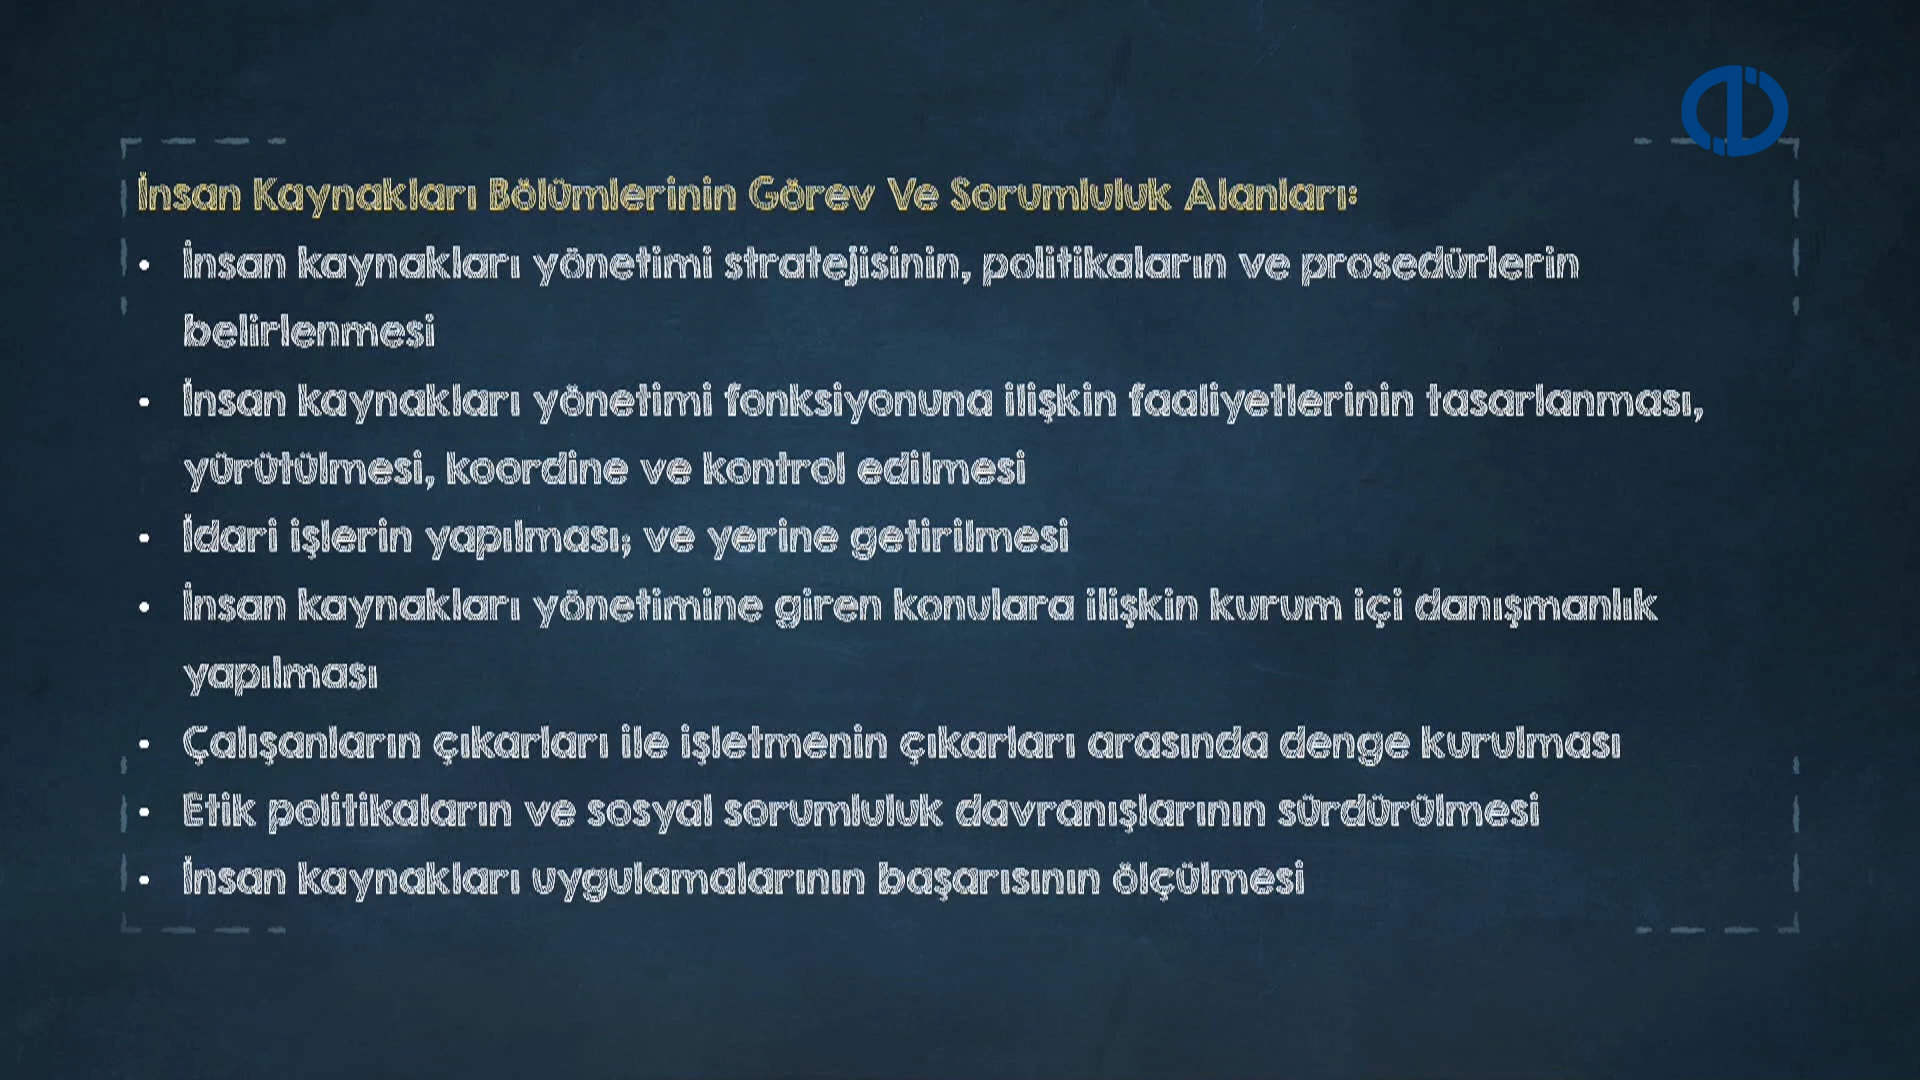 İnsan Kaynakları Bölümlerinin Görev Ve Sorumluluk Alanları:
• İnsan kaynakları yönetimi stratejisinin, politikaların ve prosedürlerin
belirlenmesi
• İnsan kaynakları yönetimi fonksiyonuna ilişkin faaliyetlerinin tasarlanması,
yürütülmesi, koordine ve kontrol edilmesi
• İdari işlerin yapılması; ve yerine getirilmesi
• İnsan kaynakları yönetimine giren konulara ilişkin kurum içi danışmanlık
yapılması
• Çalışanların çıkarları ile işletmenin çıkarları arasında denge kurulması
• Etik politikaların ve sosyal sorumluluk davranışlarının sürdürülmesi
• İnsan kaynakları uygulamalarının başarısının ölçülmesi